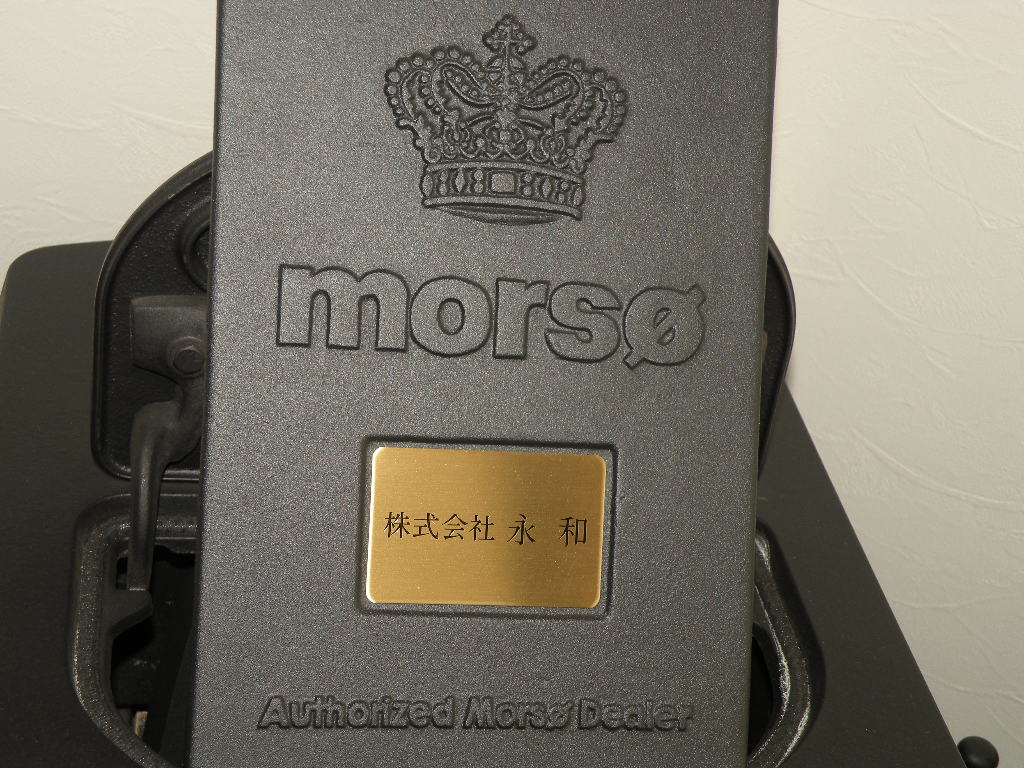 morsø
株式会社 永 和
Authorized Morsø Dealer